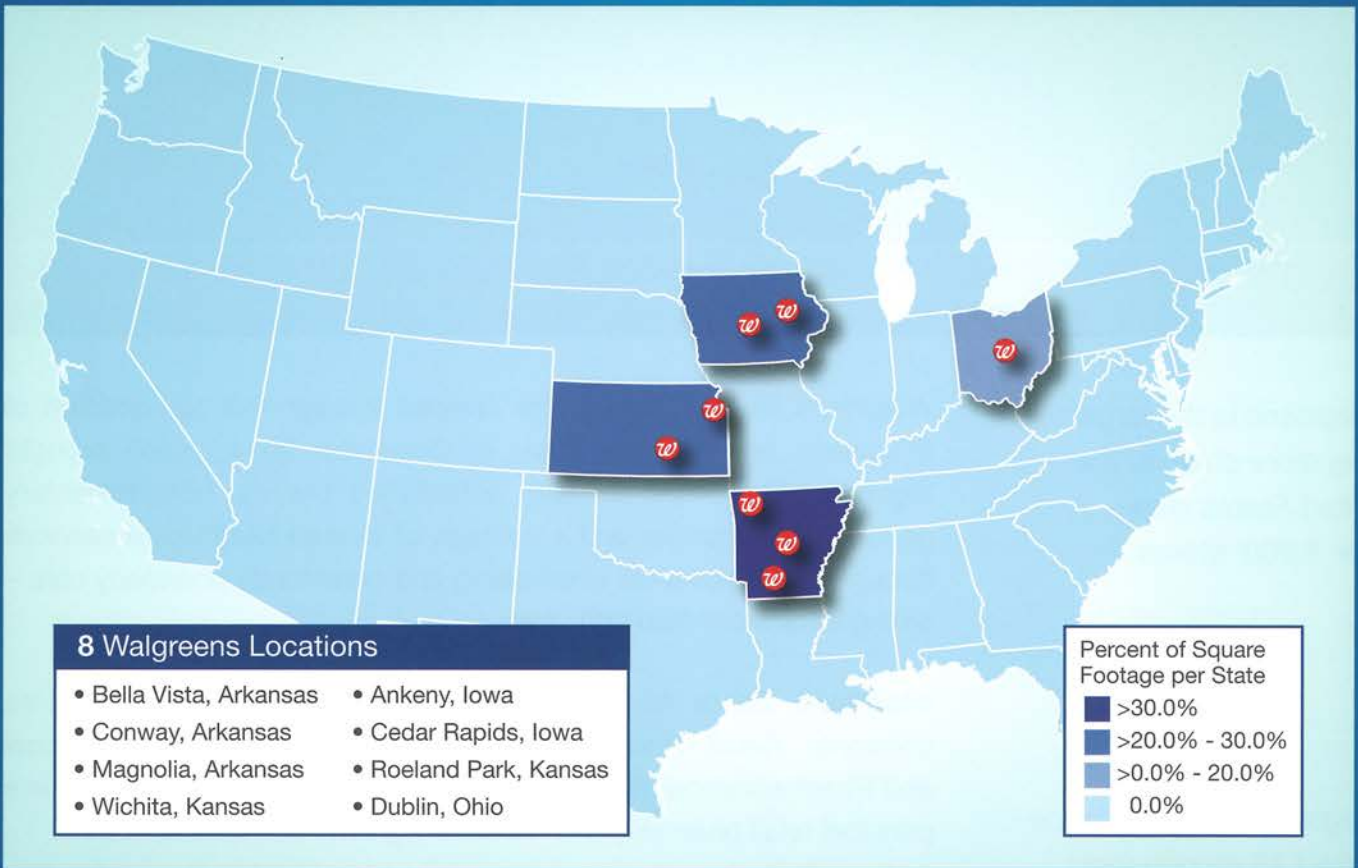 w
w
w
w
w
w
w
w
8 Walgreens Locations
• Bella Vista, Arkansas
• Conway, Arkansas
• Magnolia, Arkansas
• Wichita, Kansas
• Ankeny, Iowa
• Cedar Rapids, Iowa
• Roeland Park, Kansas
• Dublin, Ohio
Percent of Square
Footage per State
>30.0%
>20.0% - 30.0%
>0.0% - 20.0%
0.0%